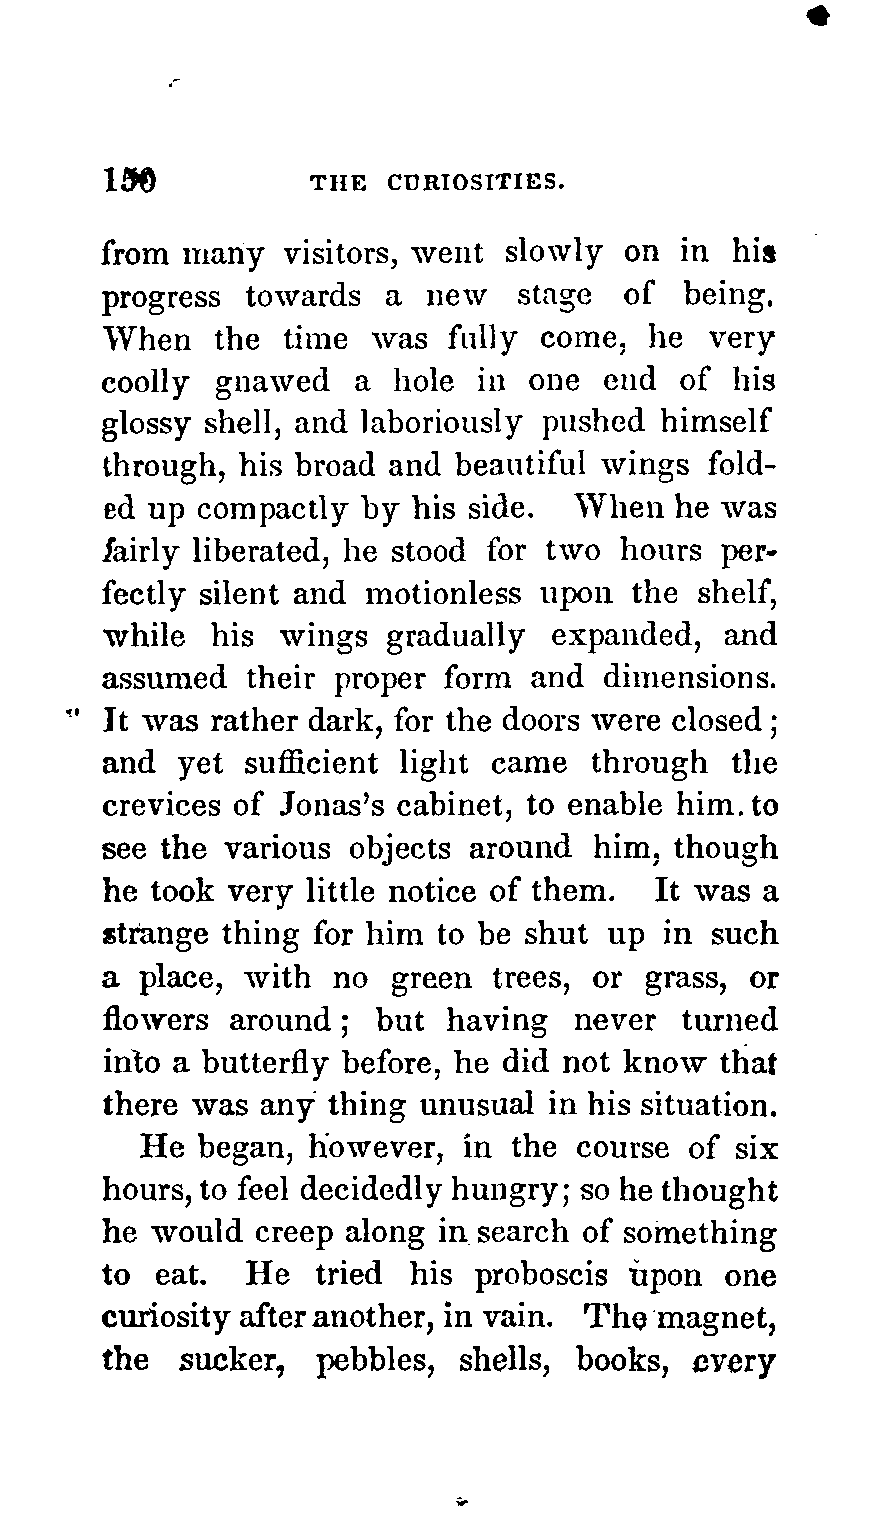 150 THE CURIOSITIES.
from many visitors, went slowly on in his
progress towards a new stage of being.
When the time was fully come, he very
coolly gnawed a hole in one end of his
glossy shell, and laboriously pushed himself
through, his broad and beautiful wings fold-
ed up compactly by his side. When he was
fairly liberated, he stood for two hours per-
fectly silent and motionless upon the shelf,
while his wings gradually expanded, and
assumed their proper form and dimensions.
It was rather dark, for the doors were closed;
and yet sufficient light came through the
crevices of Jonas's cabinet, to enable him to
see the various objects around him, though
he took very little notice of them. It was a
strange thing for him to be shut up in such
a place, with no green trees, or grass, or
flowers around; but having never turned
into a butterfly before, he did not know that
there was any thing unusual in his situation.
He began, however, in the course of six
hours, to feel decidedly hungry; so he thought
he would creep along in search of something
to eat. He tried his proboscis upon one
curiosity after another, in vain. The magnet,
the sucker, pebbles, shells, books, every